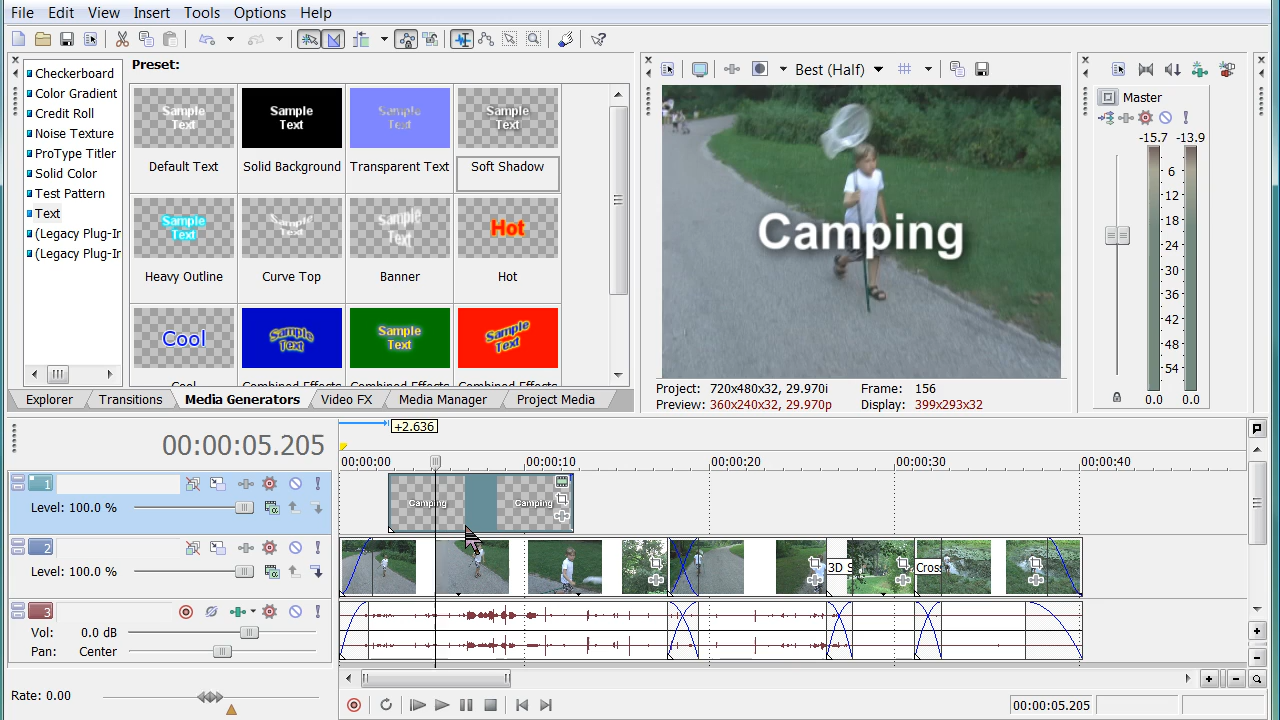 File Edit View Insert Tools Options Help
Checkerboard
Color Gradient
Credit Roll
Noise Texture
ProType Titler
Solid Color
Test Pattern
Text
(Legacy Plug-Ir
(Legacy Plug-Ir
Preset:
Sample Text
Sample Text
Sample Text
Sample Text
Default Text
Solid Background
Transparent Text
Soft Shadow
Sample Text
Sample Text
Sample Text
Hot
Heavy Outline
Curve Top
Banner
Hot
Cool
Sample Text
Sample Text
Sample Text
Cool
Combined Effects
Combined Effects
Combined Effects
Explorer
Transitions
Media Generators
Video FX
Media Manager
Project Media
Best (Half)
Camping
Project: 720x480x32, 29.970i Frame: 156
Preview: 360x240x32, 29.970p Display: 399x293x32
Master
-15.7 -13.9
6
12
18
24
30
36
42
48
54
0.0 0.0
00:00:05.205
+2.636
00:00:00 00:00:10 00:00:20 00:00:30 00:00:40
1
Level: 100.0 %
Camping Camping
2
Level: 100.0 %
3D S
Cros
3
Vol: 0.0 dB
Pan: Center
Rate: 0.00
00:00:05.205